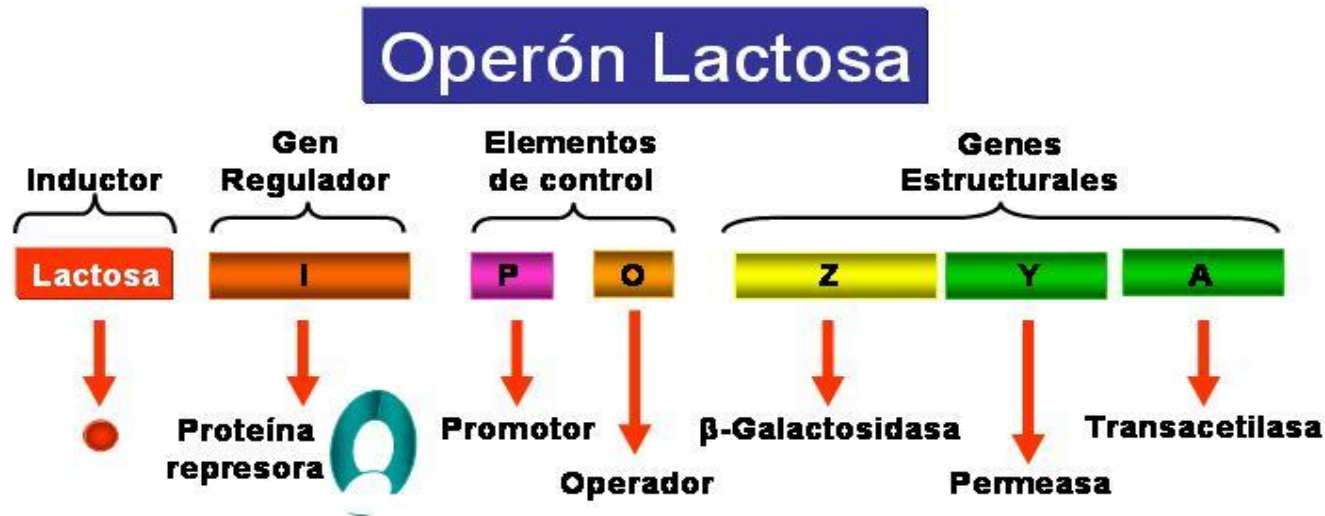 Operón Lactosa
Inductor
Gen
Regulador
Elementos
de control
Genes
Estructurales
Lactosa
I
P
O
Z
Y
A
Proteína
represora
Promotor
Operador
β-Galactosidasa
Permeasa
Transacetilasa